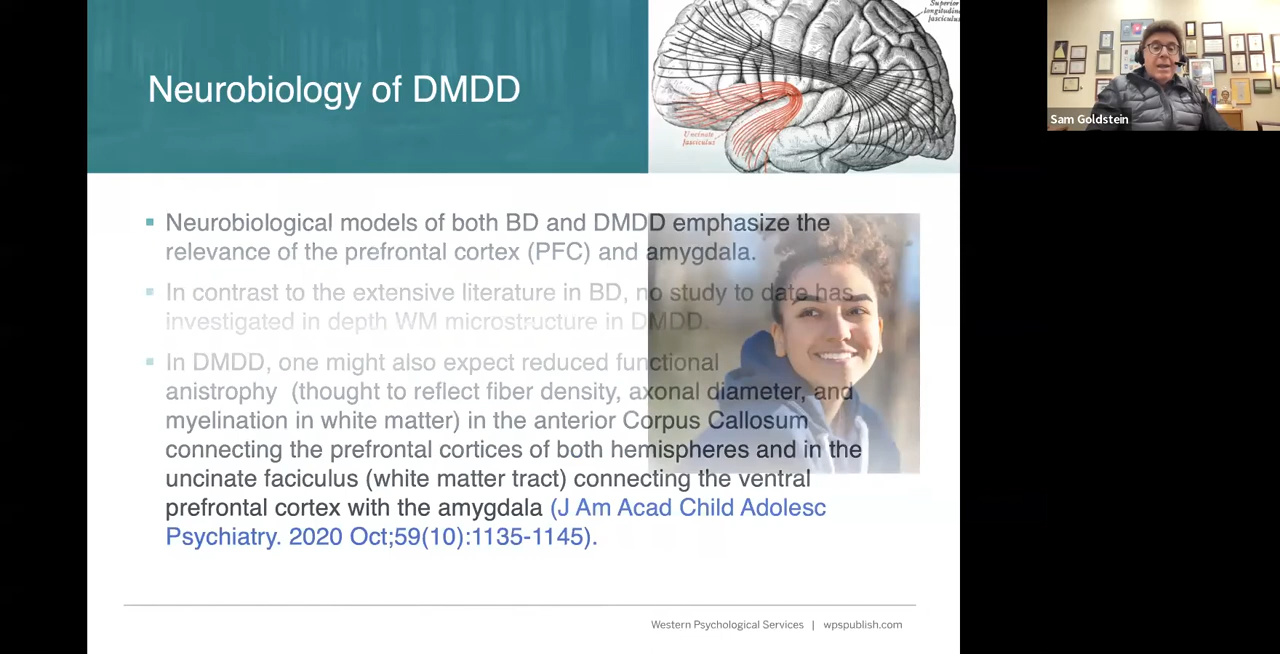 Neurobiology of DMDD
Superior
longitudinal
fasciculus
Uncinate
fasciculus
Sam Goldstein
Neurobiological models of both BD and DMDD emphasize the
relevance of the prefrontal cortex (PFC) and amygdala.
In contrast to the extensive literature in BD, no study to date has
investigated in depth WM microstructure in DMDD.
In DMDD, one might also expect reduced functional
anistrophy (thought to reflect fiber density, axonal diameter, and
myelination in white matter) in the anterior Corpus Callosum
connecting the prefrontal cortices of both hemispheres and in the
uncinate faciculus (white matter tract) connecting the ventral
prefrontal cortex with the amygdala (J Am Acad Child Adolesc
Psychiatry. 2020 Oct;59(10):1135-1145).
Western Psychological Services | wpspublish.com